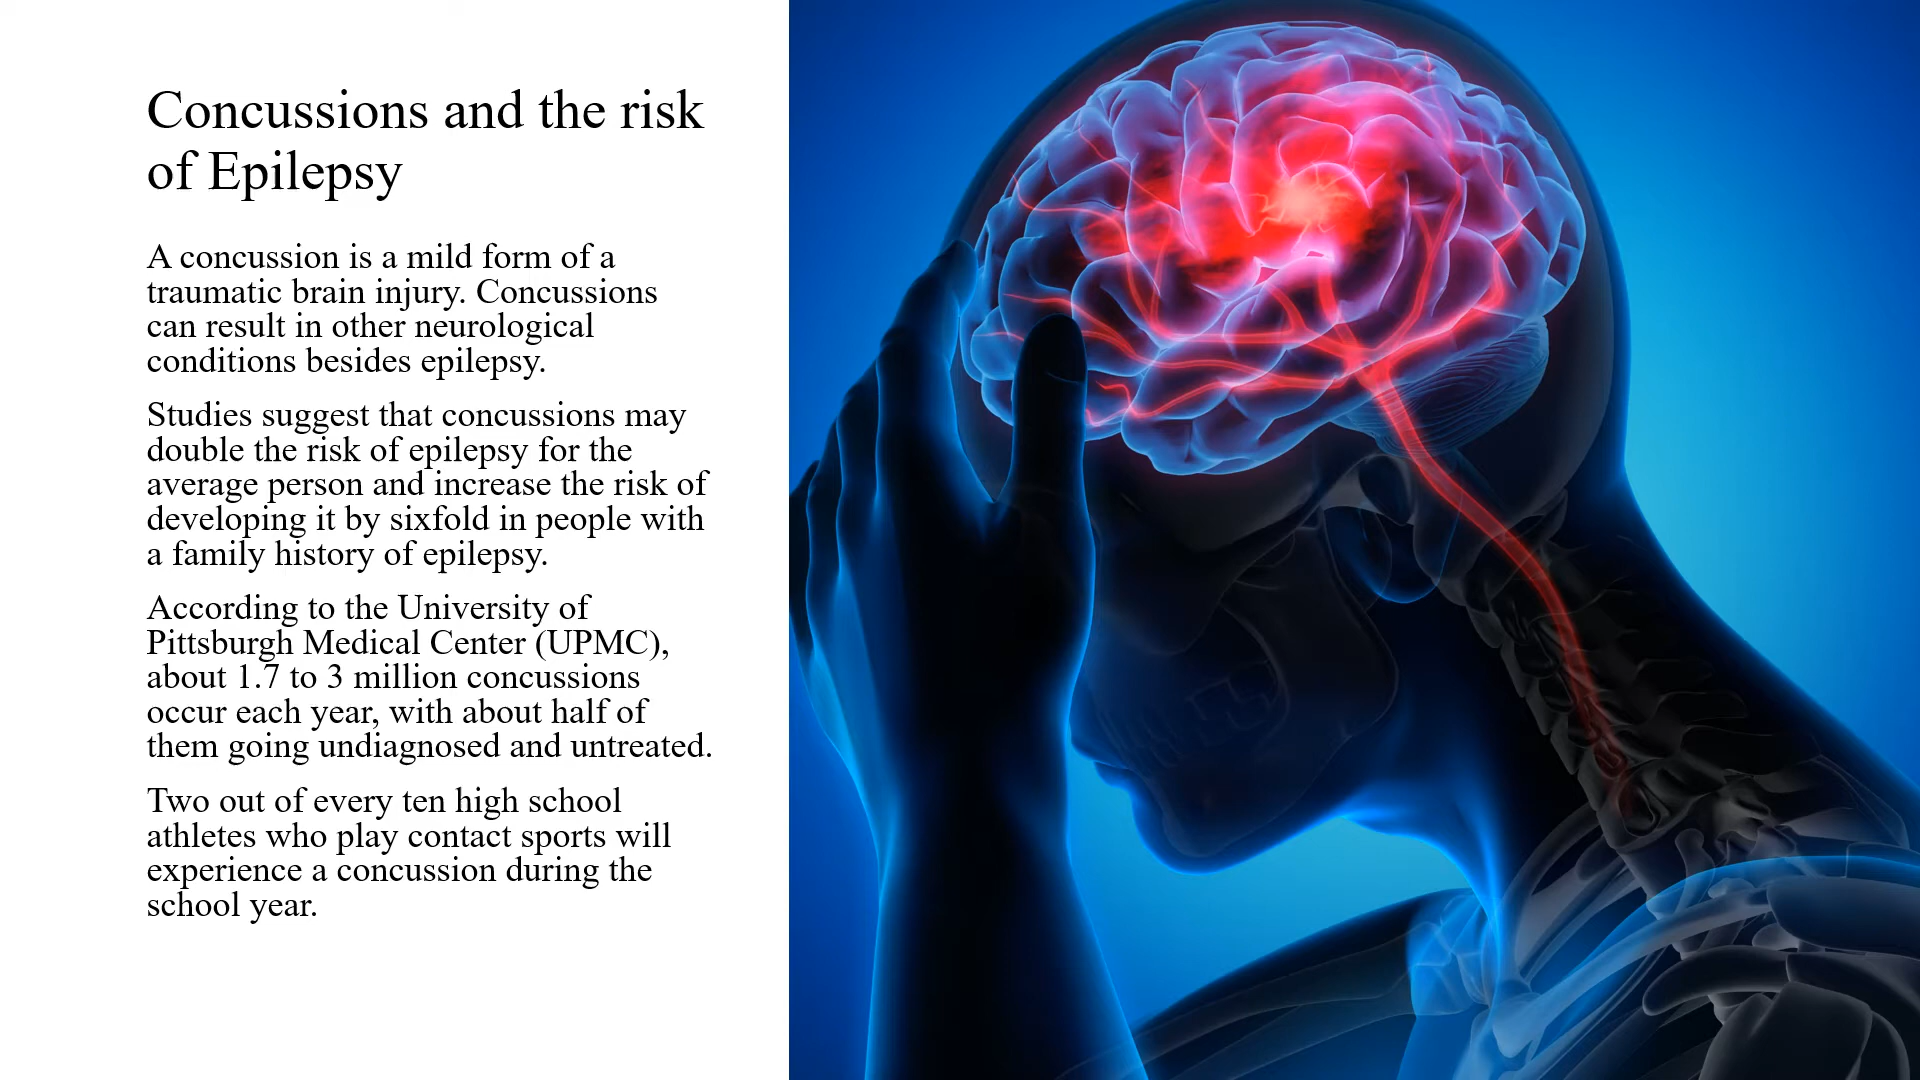 Concussions and the risk
of Epilepsy
A concussion is a mild form of a
traumatic brain injury. Concussions
can result in other neurological
conditions besides epilepsy.
Studies suggest that concussions may
double the risk of epilepsy for the
average person and increase the risk of
developing it by sixfold in people with
a family history of epilepsy.
According to the University of
Pittsburgh Medical Center (UPMC),
about 1.7 to 3 million concussions
occur each year, with about half of
them going undiagnosed and untreated.
Two out of every ten high school
athletes who play contact sports will
experience a concussion during the
school year.